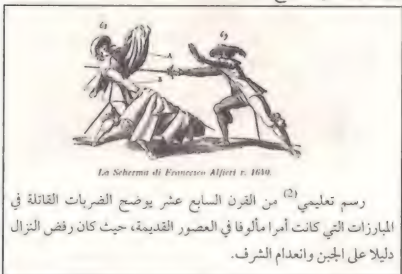 La Scherma di Francesco Alfieri c. 1640.
رسم تعليمي(2) من القرن السابع عشر يوضح الضربات القاتلة في
المبارزات التي كانت أمرا مألوفا في العصور القديمة، حيث كان رفض النزال
دليلا على الجبن وانعدام الشرف.